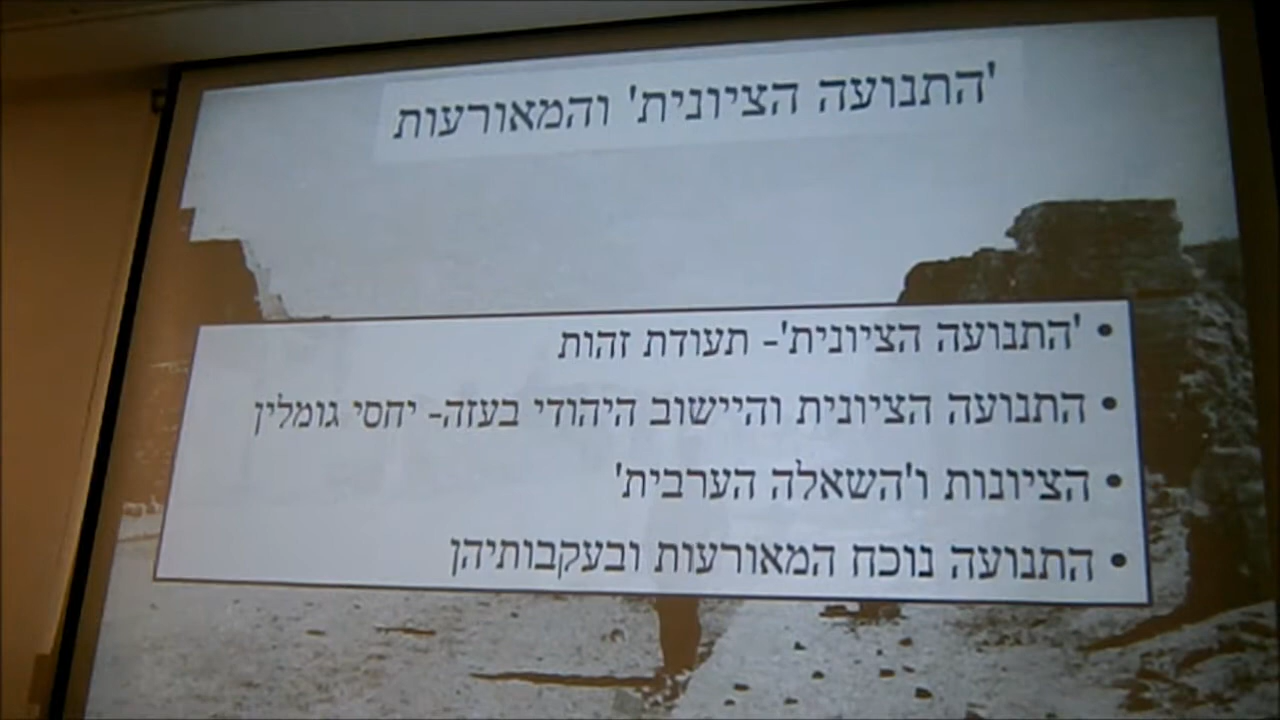 'התנועה הציונית' והמאורעות
• 'התנועה הציונית'- תעודת זהות
• התנועה הציונית והיישוב היהודי בעזה- יחסי גומלין
• הציונות ו'השאלה הערבית'
• התנועה נוכח המאורעות ובעקבותיהן